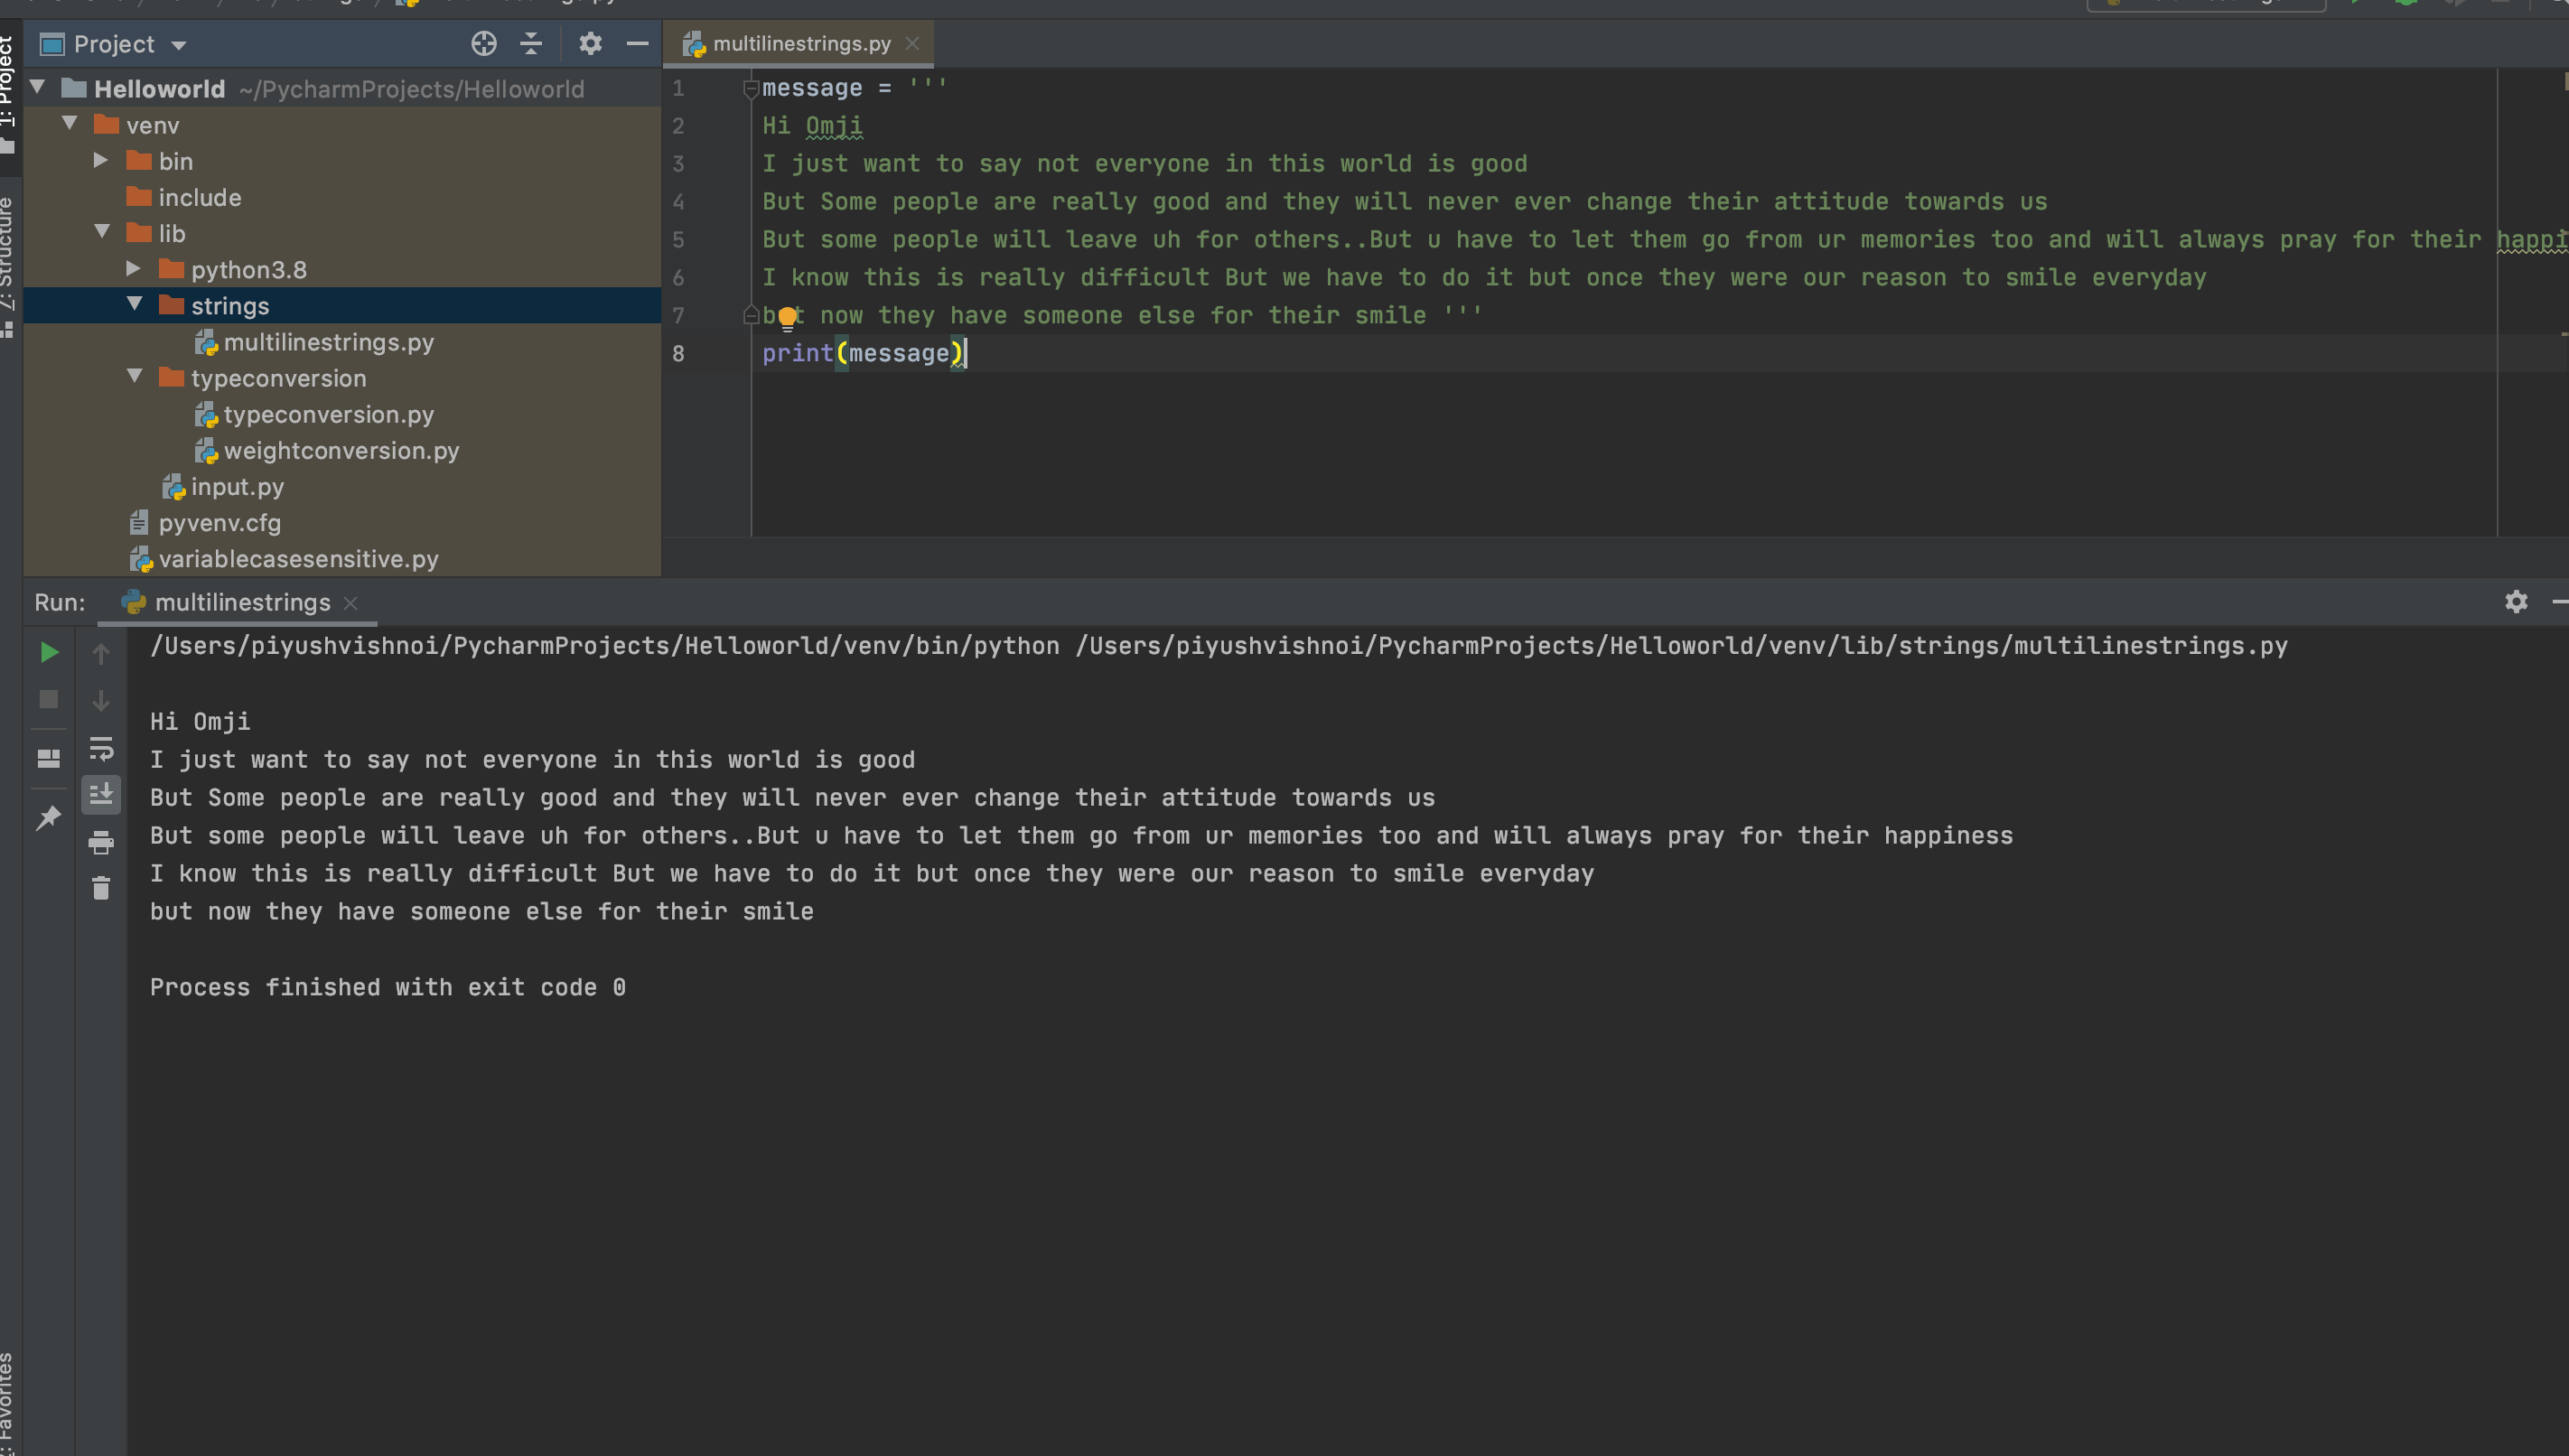 1: Project
Project
Helloworld ~/PycharmProjects/Helloworld
venv
bin
include
lib
python3.8
strings
multilinestrings.py
typeconversion
typeconversion.py
weightconversion.py
input.py
pyvenv.cfg
variablecasesensitive.py
Structure
Favorites
multilinestrings.py
1 message = '''
2 Hi Omji
3 I just want to say not everyone in this world is good
4 But Some people are really good and they will never ever change their attitude towards us
5 But some people will leave uh for others..But u have to let them go from ur memories too and will always pray for their happi
6 I know this is really difficult But we have to do it but once they were our reason to smile everyday
7 but now they have someone else for their smile '''
8 print(message)
Run: multilinestrings
/Users/piyushvishnoi/PycharmProjects/Helloworld/venv/bin/python /Users/piyushvishnoi/PycharmProjects/Helloworld/venv/lib/strings/multilinestrings.py
Hi Omji
I just want to say not everyone in this world is good
But Some people are really good and they will never ever change their attitude towards us
But some people will leave uh for others..But u have to let them go from ur memories too and will always pray for their happiness
I know this is really difficult But we have to do it but once they were our reason to smile everyday
but now they have someone else for their smile
Process finished with exit code 0